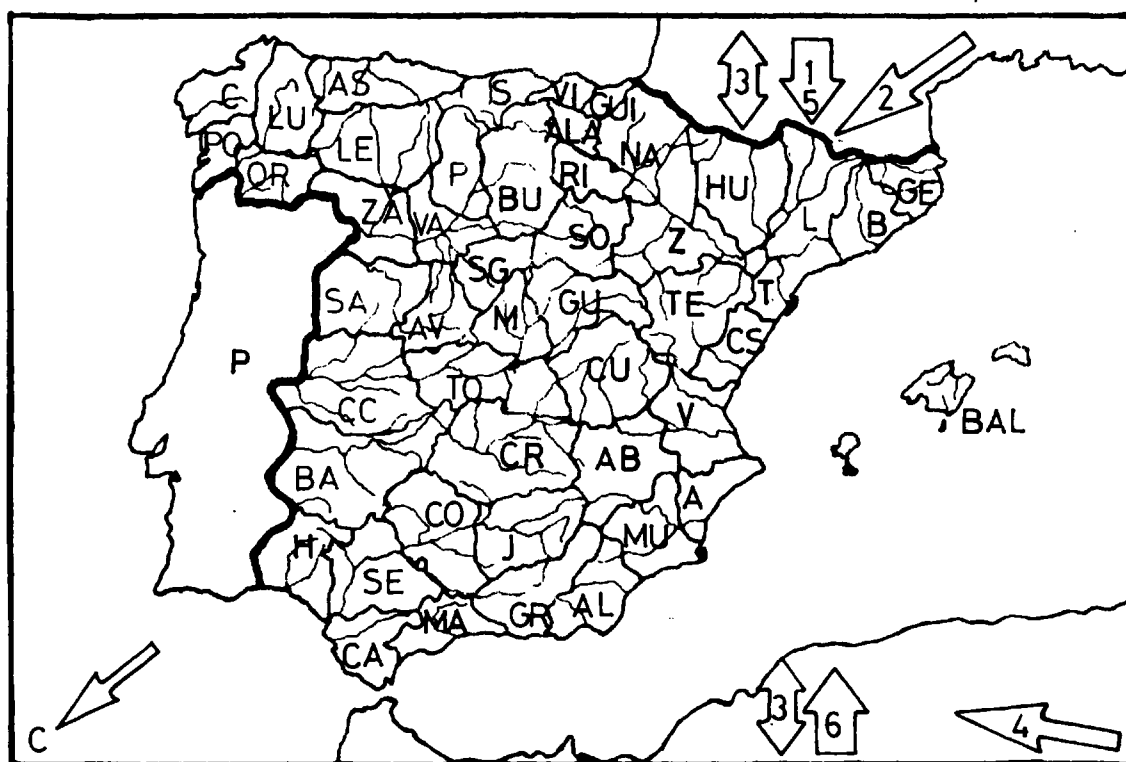 3 1 2
5
C LU AS S VI GUI
PO LE ALA NA
OR P BU RI HU GE
ZA VA SO Z L B
SA SG GU TE T
AV M CS
P CC TO CU V BAL
BA CR AB A
H CO J MU
SE GR AL
CA MA
C 3 6 4